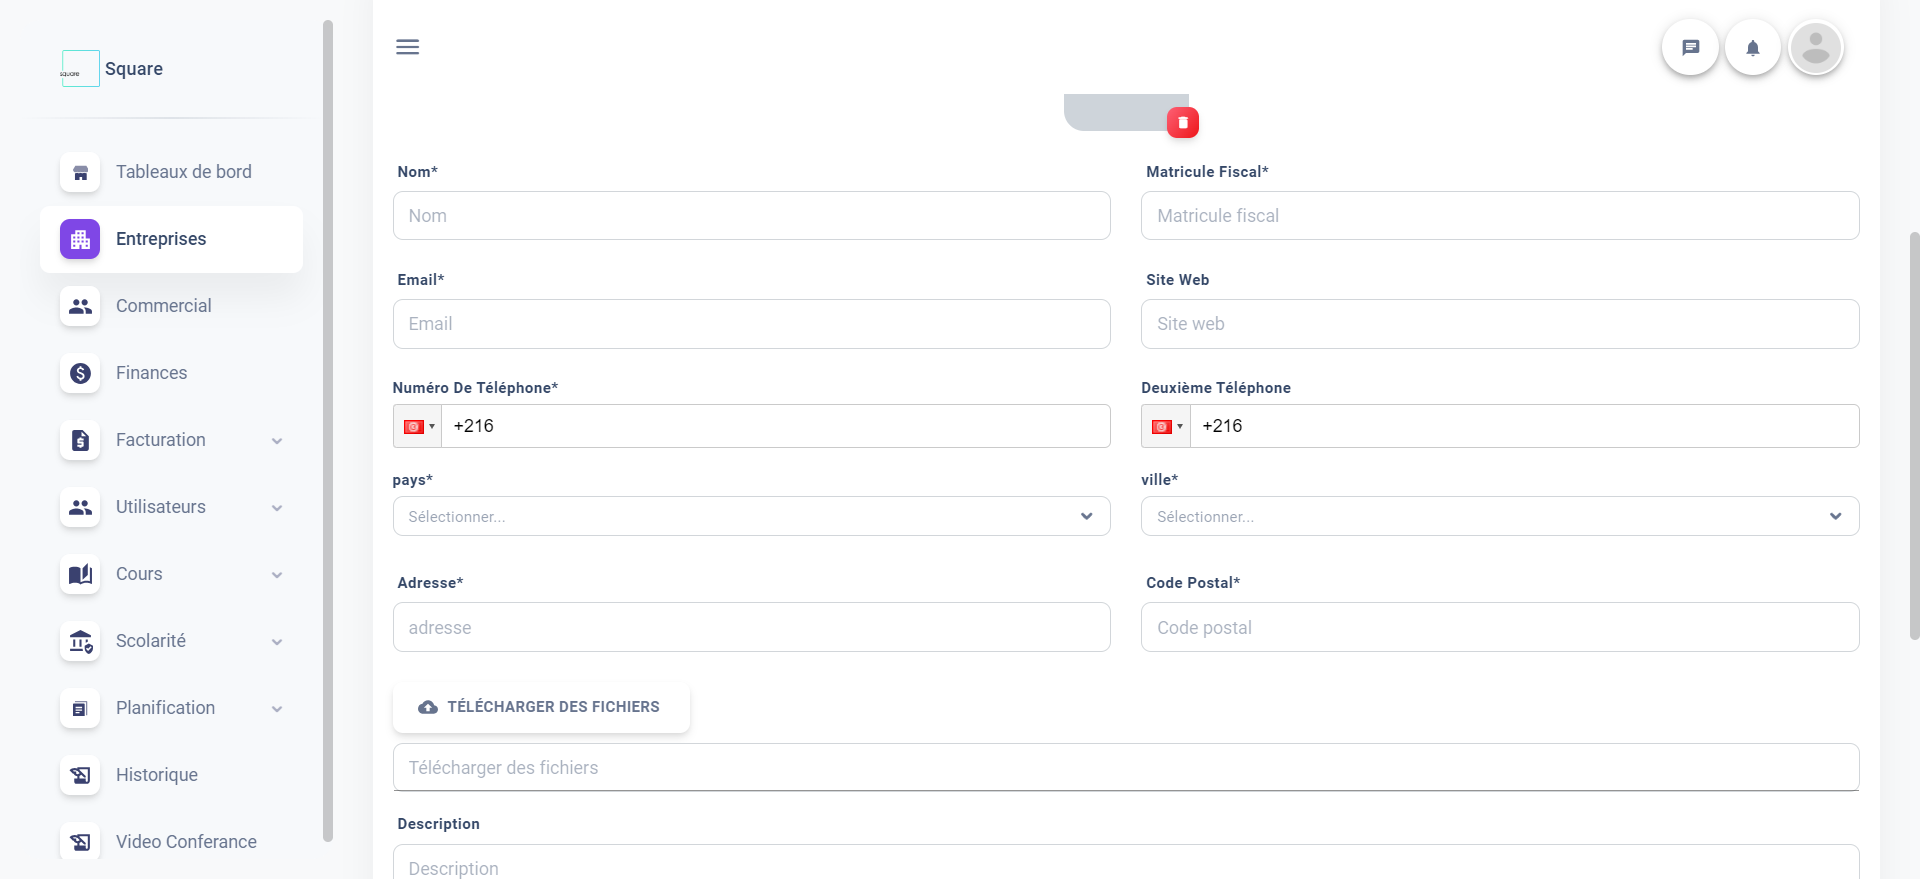 square
Square
Tableaux de bord
Entreprises
Commercial
Finances
Facturation
Utilisateurs
Cours
Scolarité
Planification
Historique
Video Conferance
Nom*
Matricule Fiscal*
Nom
Matricule fiscal
Email*
Site Web
Email
Site web
Numéro De Téléphone*
Deuxième Téléphone
+216
+216
pays*
ville*
Sélectionner...
Sélectionner...
Adresse*
Code Postal*
adresse
Code postal
TÉLÉCHARGER DES FICHIERS
Télécharger des fichiers
Description
Description